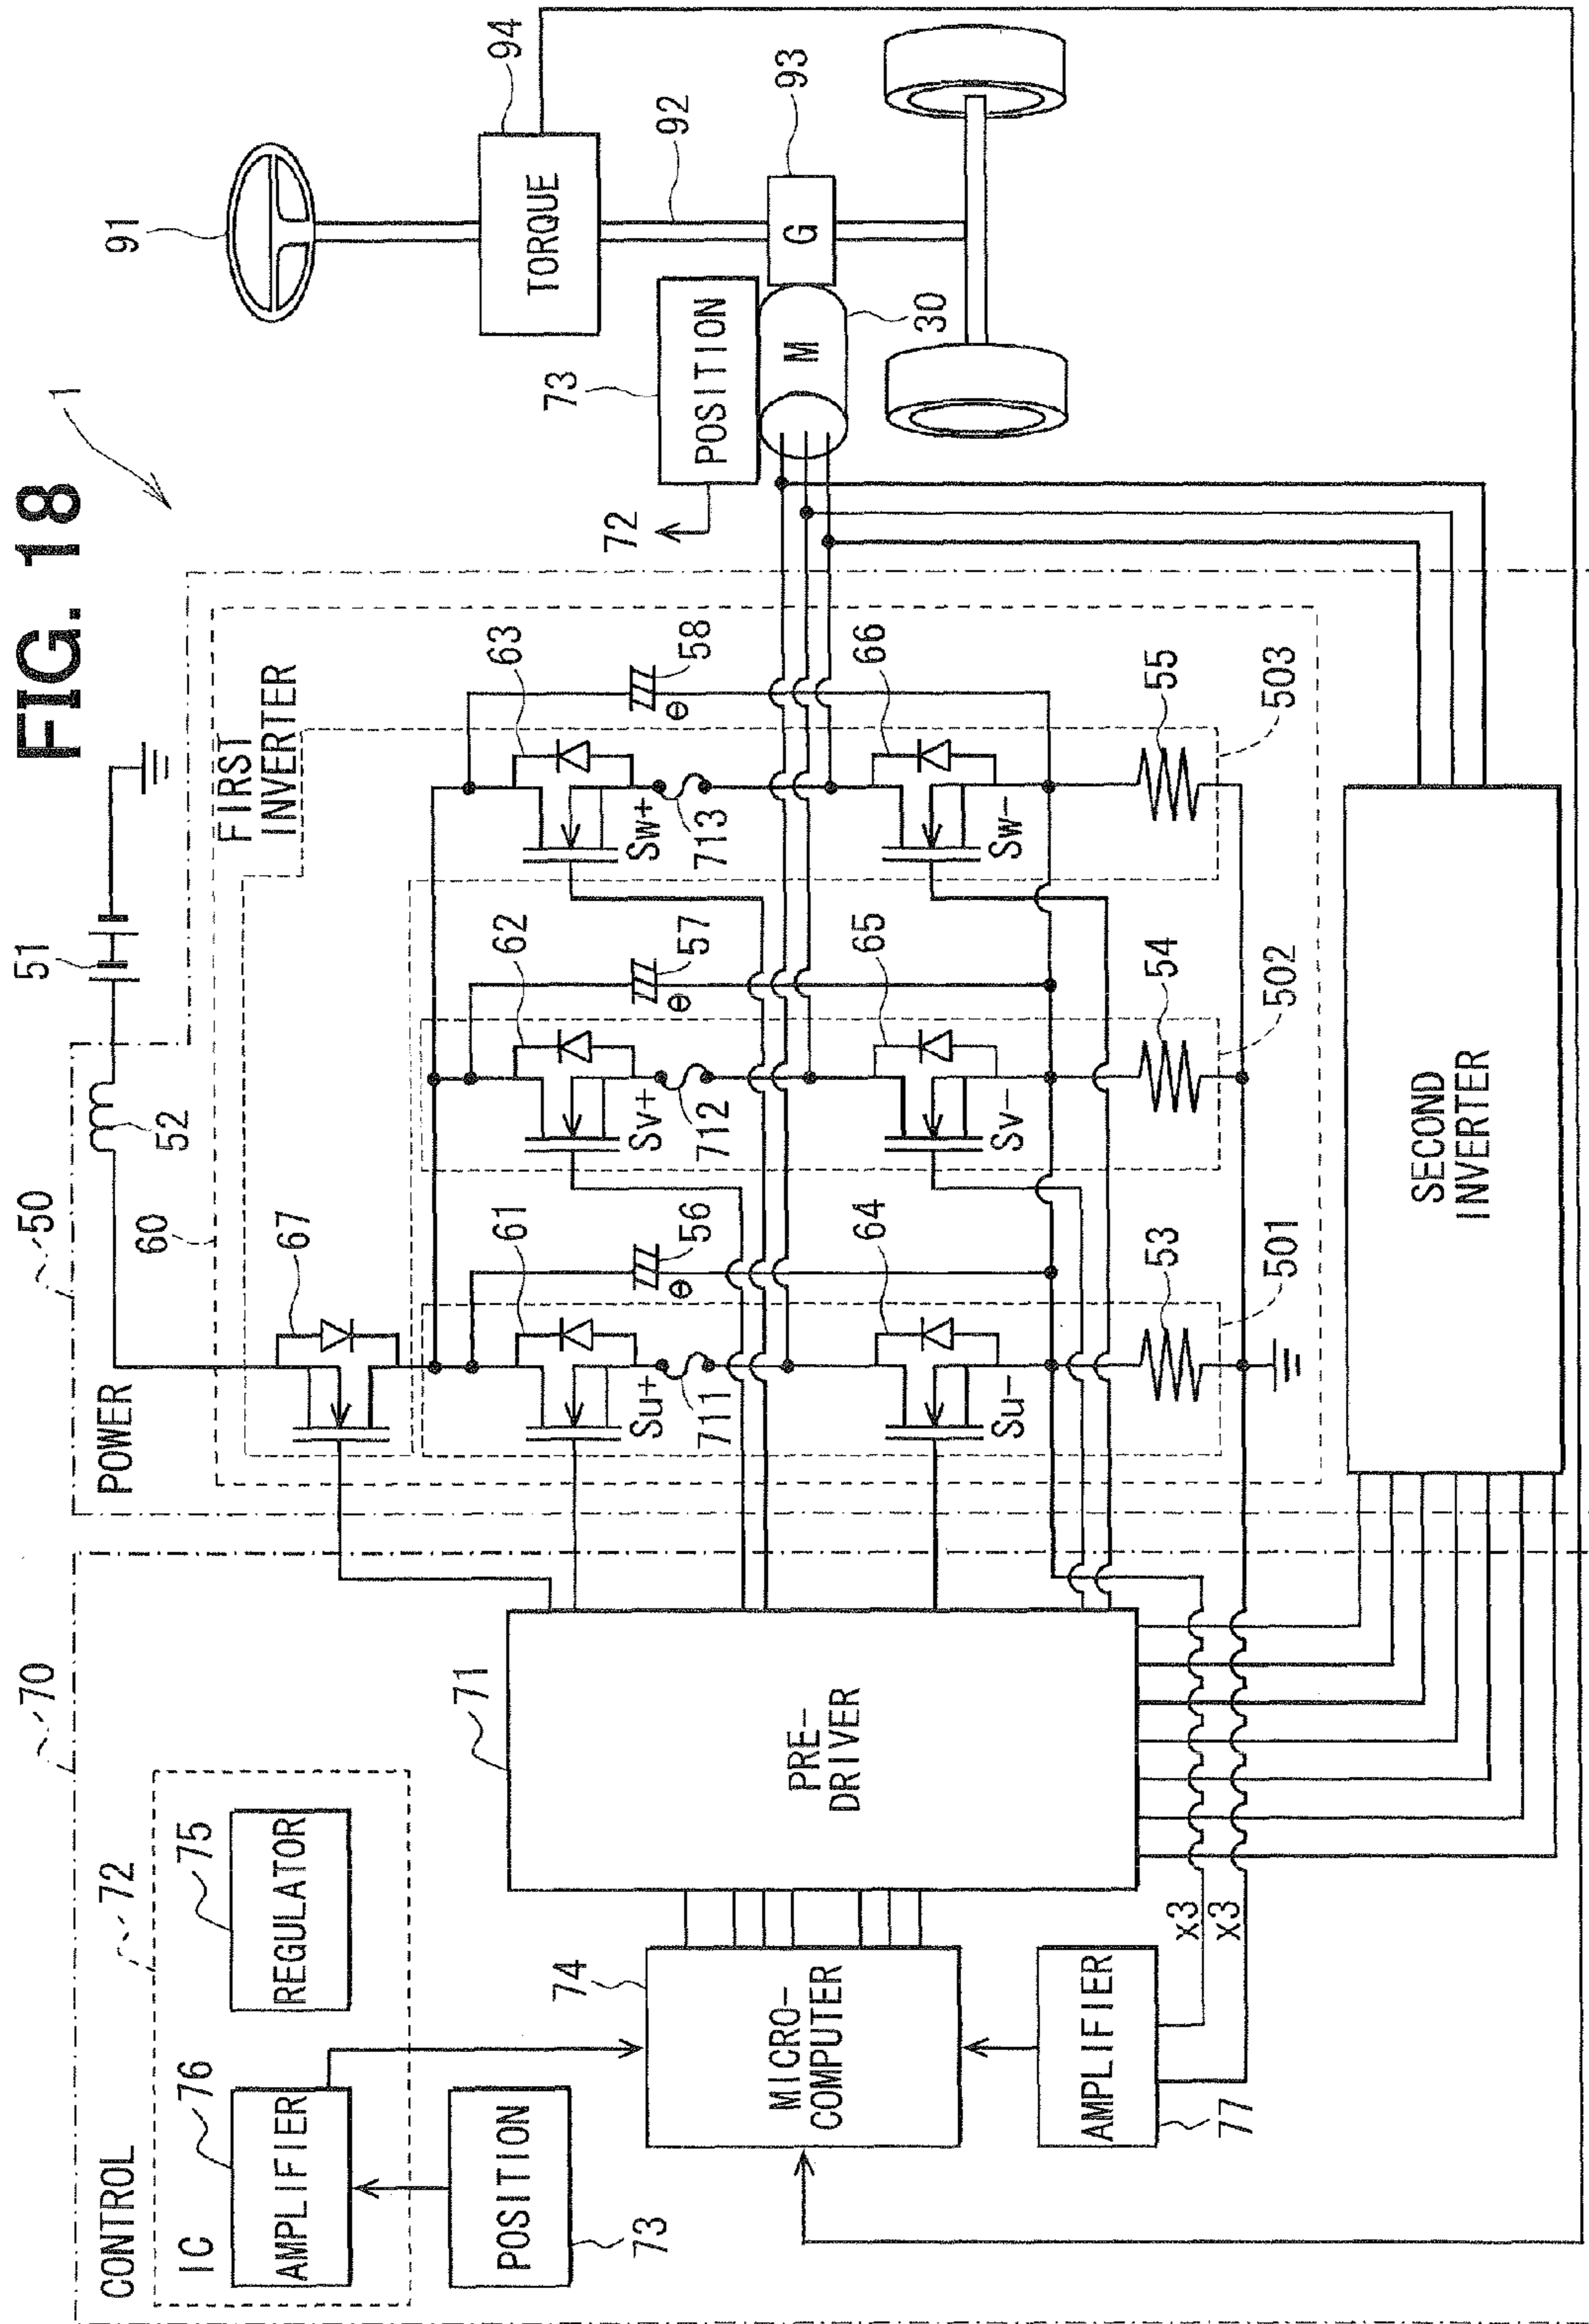 FIG. 18
1
91
94
TORQUE
92
93
G
73
POSITION
72
M
30
51
52
50
POWER
60
FIRST
INVERTER
67
61
62
63
56
57
58
⊖
⊖
⊖
Su+
Sv+
Sw+
711
712
713
64
65
66
Su-
Sv-
Sw-
53
54
55
501
502
503
SECOND
INVERTER
70
CONTROL
72
IC
76
AMPLIFIER
75
REGULATOR
POSITION
73
74
MICRO-
COMPUTER
71
PRE-
DRIVER
AMPLIFIER
77
x3
x3